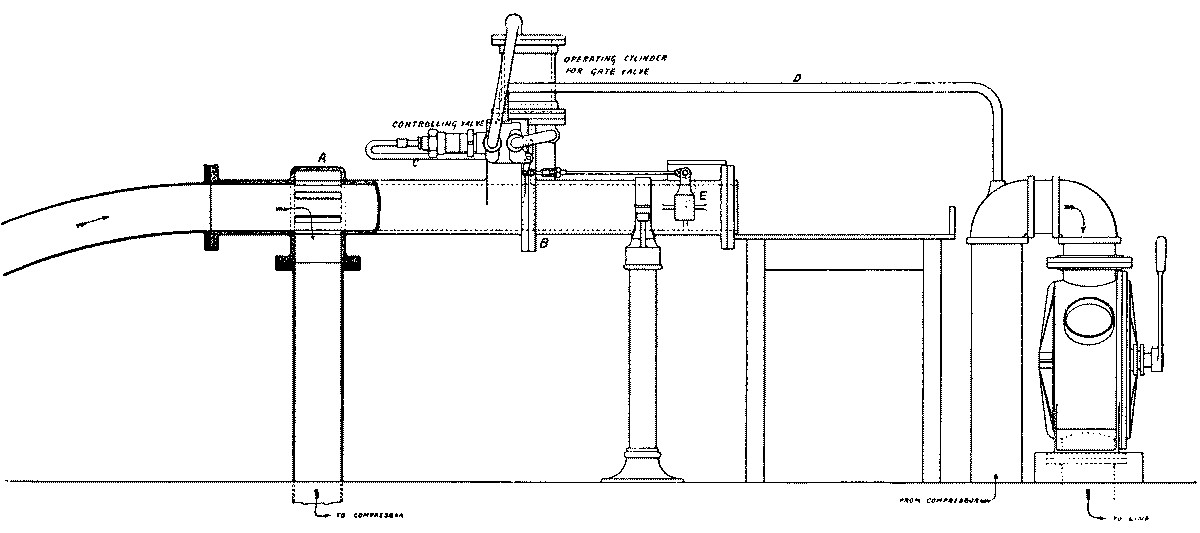 OPERATING CYLINDER
FOR GATE VALVE
D
CONTROLLING VALVE
C
A
E
B
FROM COMPRESSOR
TO COMPRESSOR
TO LINE